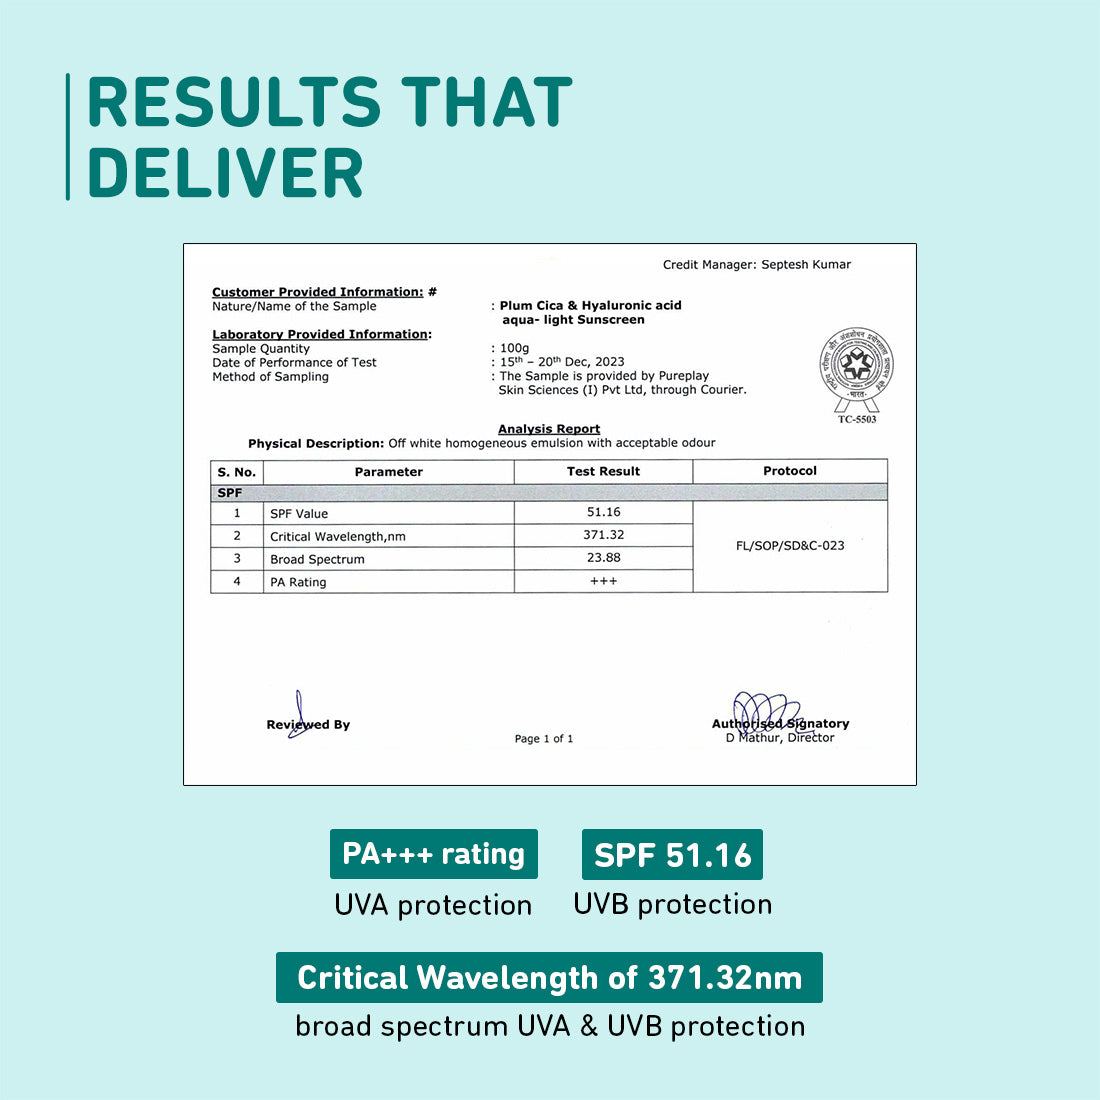 RESULTS THAT
DELIVER
Credit Manager: Septesh Kumar
Customer Provided Information: #
Nature/Name of the Sample : Plum Cica & Hyaluronic acid
aqua- light Sunscreen
Laboratory Provided Information:
Sample Quantity : 100g
Date of Performance of Test : 15th – 20th Dec, 2023
Method of Sampling : The Sample is provided by Pureplay
Skin Sciences (I) Pvt Ltd, through Courier.
भारत
TC-5503
Analysis Report
Physical Description: Off white homogeneous emulsion with acceptable odour
S. No. Parameter Test Result Protocol
SPF
1 SPF Value 51.16
2 Critical Wavelength,nm 371.32
FL/SOP/SD&C-023
3 Broad Spectrum 23.88
4 PA Rating +++
Reviewed By
Authorised Signatory
D Mathur, Director
Page 1 of 1
PA+++ rating
UVA protection
SPF 51.16
UVB protection
Critical Wavelength of 371.32nm
broad spectrum UVA & UVB protection